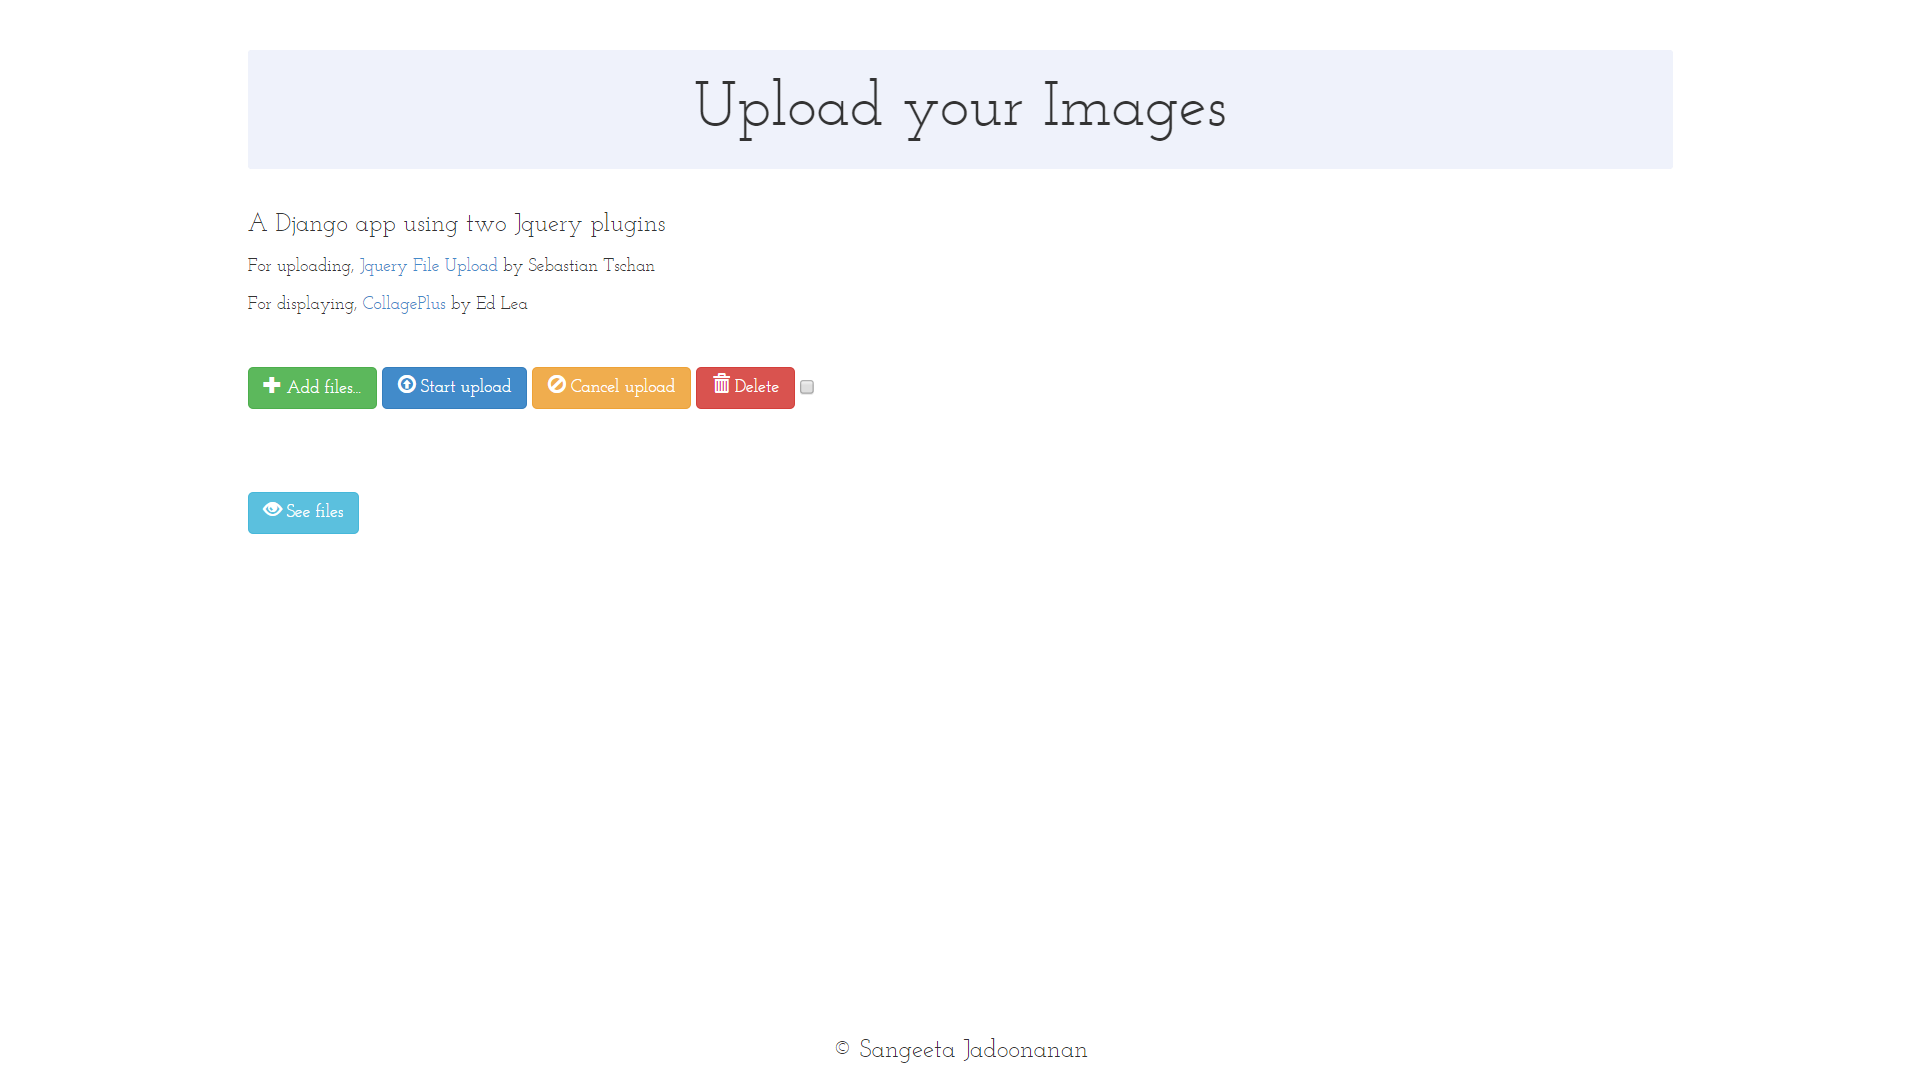 Upload your Images
A Django app using two Jquery plugins
For uploading, Jquery File Upload by Sebastian Tschan
For displaying, CollagePlus by Ed Lea
Add files... Start upload Cancel upload Delete
See files
© Sangeeta Jadoonanan